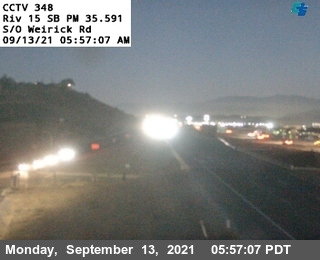 CCTV 348
Riv 15 SB PM 35.591
S/O Weirick Rd
09/13/21 05:57:07 AM
Monday, September 13, 2021 05:57:07 PDT